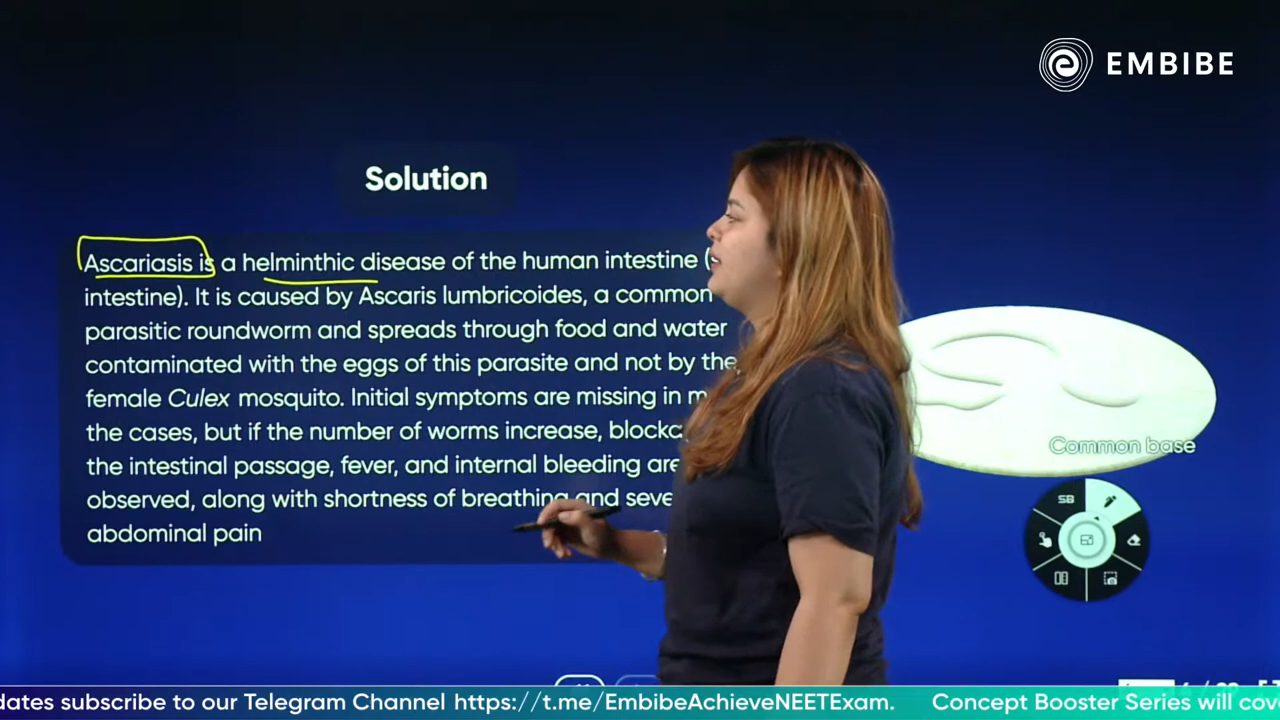 EMBIBE
Solution
Ascariasis is a helminthic disease of the human intestine (
intestine). It is caused by Ascaris lumbricoides, a common
parasitic roundworm and spreads through food and water
contaminated with the eggs of this parasite and not by the
female Culex mosquito. Initial symptoms are missing in
the cases, but if the number of worms increase,
the intestinal passage, fever, and internal bleeding are
observed, along with shortness of breathing and
abdominal pain
Common base
SB
subscribe to our Telegram Channel https://t.me/EmbibeAchieveNEETExam. Concept Booster Series will